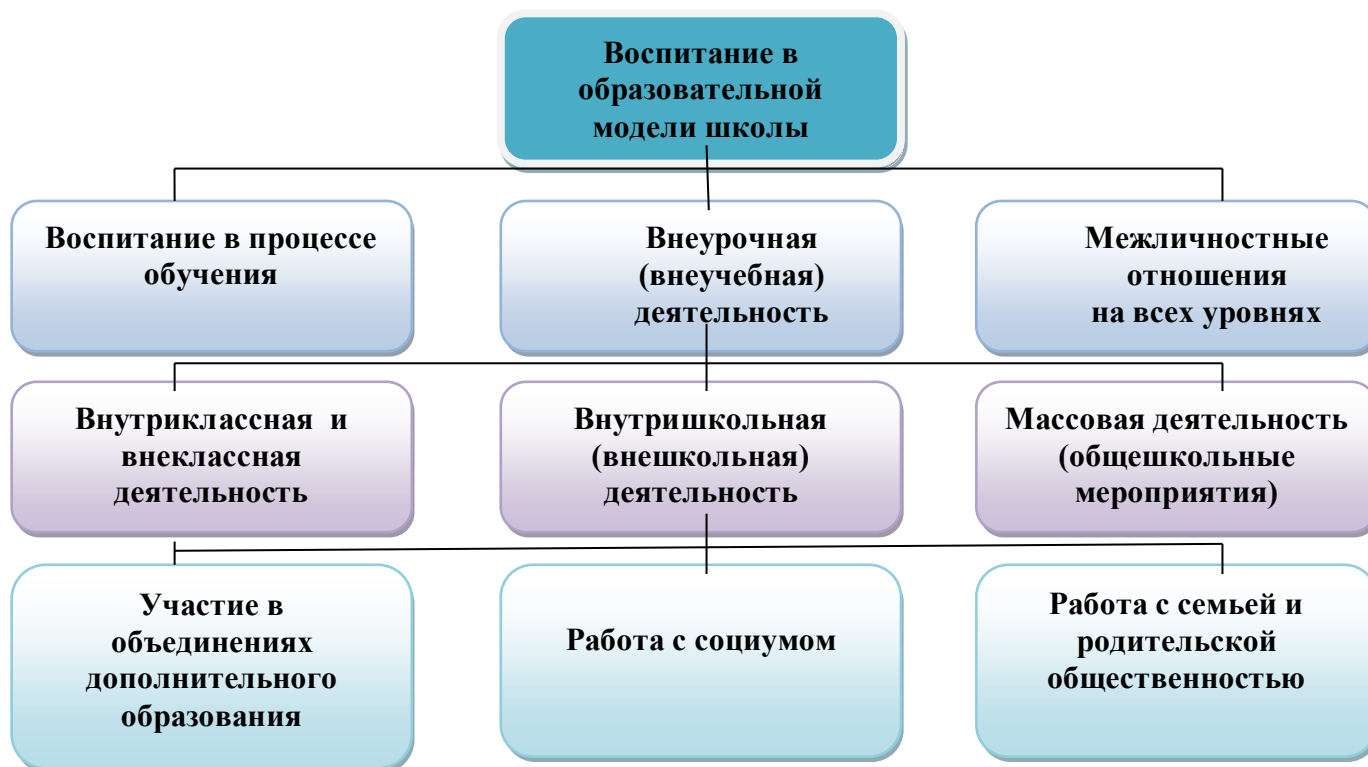 Воспитание в
образовательной
модели школы
Воспитание в процессе
обучения
Внеурочная
(внеучебная)
деятельность
Межличностные
отношения
на всех уровнях
Внутриклассная и
внеклассная
деятельность
Внутришкольная
(внешкольная)
деятельность
Массовая деятельность
(общешкольные
мероприятия)
Участие в
объединениях
дополнительного
образования
Работа с социумом
Работа с семьей и
родительской
общественностью